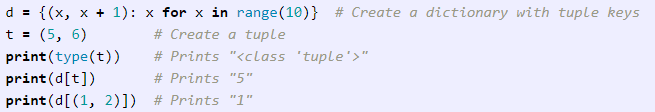 d = {(x, x + 1): x for x in range(10)}  # Create a dictionary with tuple keys
t = (5, 6)        # Create a tuple
print(type(t))    # Prints "<class 'tuple'>"
print(d[t])       # Prints "5"
print(d[(1, 2)])  # Prints "1"